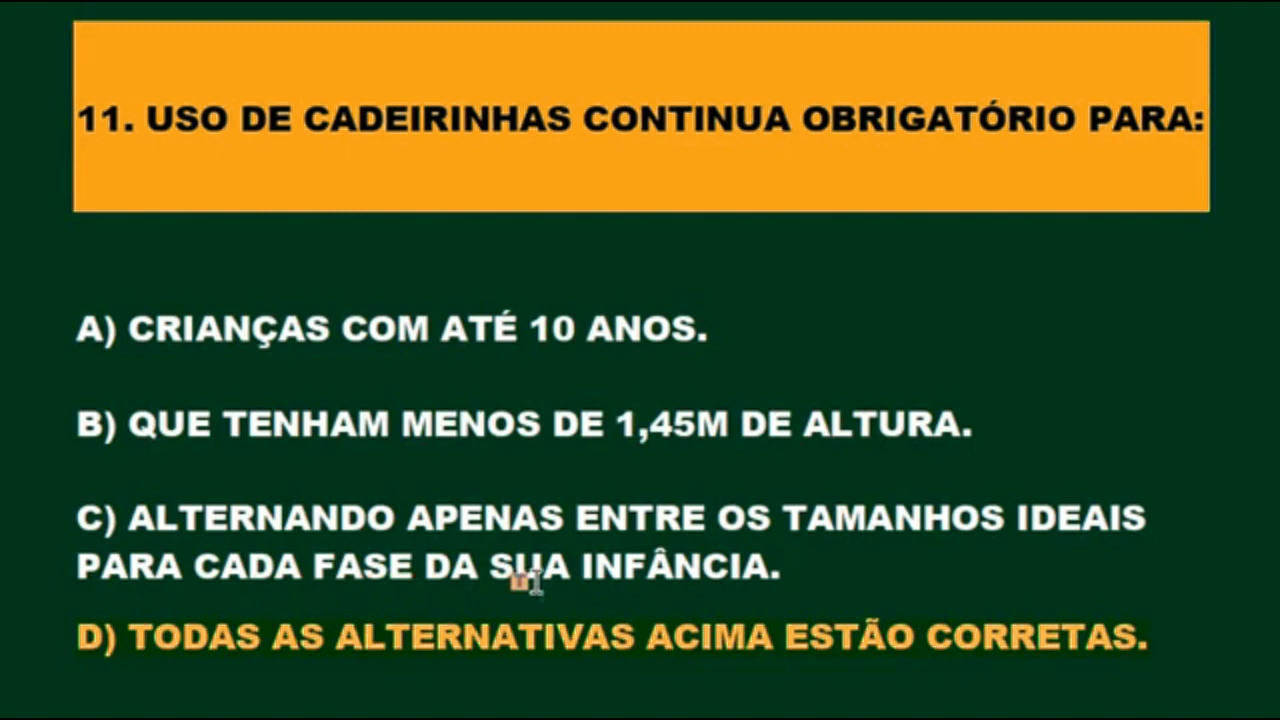 11. USO DE CADEIRINHAS CONTINUA OBRIGATÓRIO PARA:
A) CRIANÇAS COM ATÉ 10 ANOS.
B) QUE TENHAM MENOS DE 1,45M DE ALTURA.
C) ALTERNANDO APENAS ENTRE OS TAMANHOS IDEAIS
PARA CADA FASE DA SUA INFÂNCIA.
D) TODAS AS ALTERNATIVAS ACIMA ESTÃO CORRETAS.